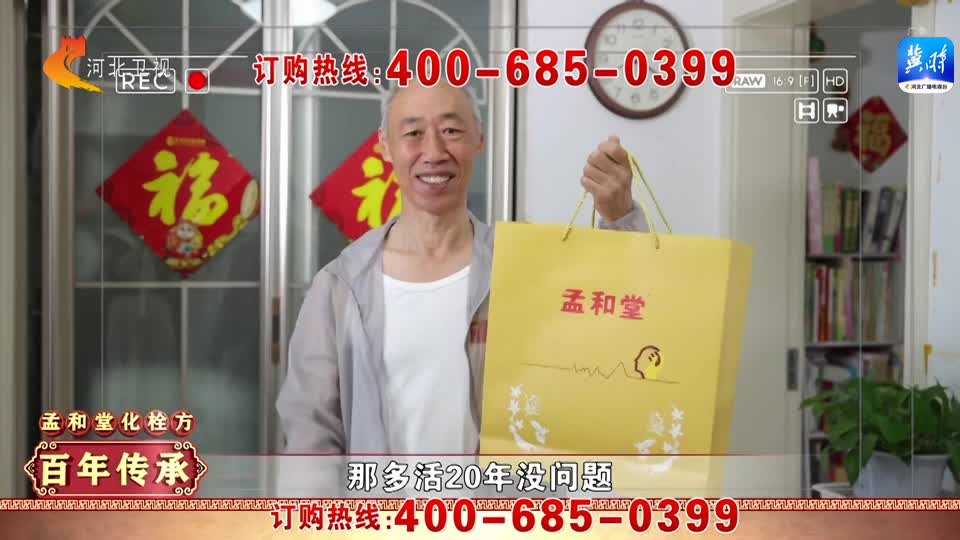 河北卫视
REC
订购热线:400-685-0399
RAW 16:9 [F] HD
冀时
河北广播电视台
福
福
福
孟和堂
孟和堂化栓方
百年传承
那多活20年没问题
订购热线:400-685-0399